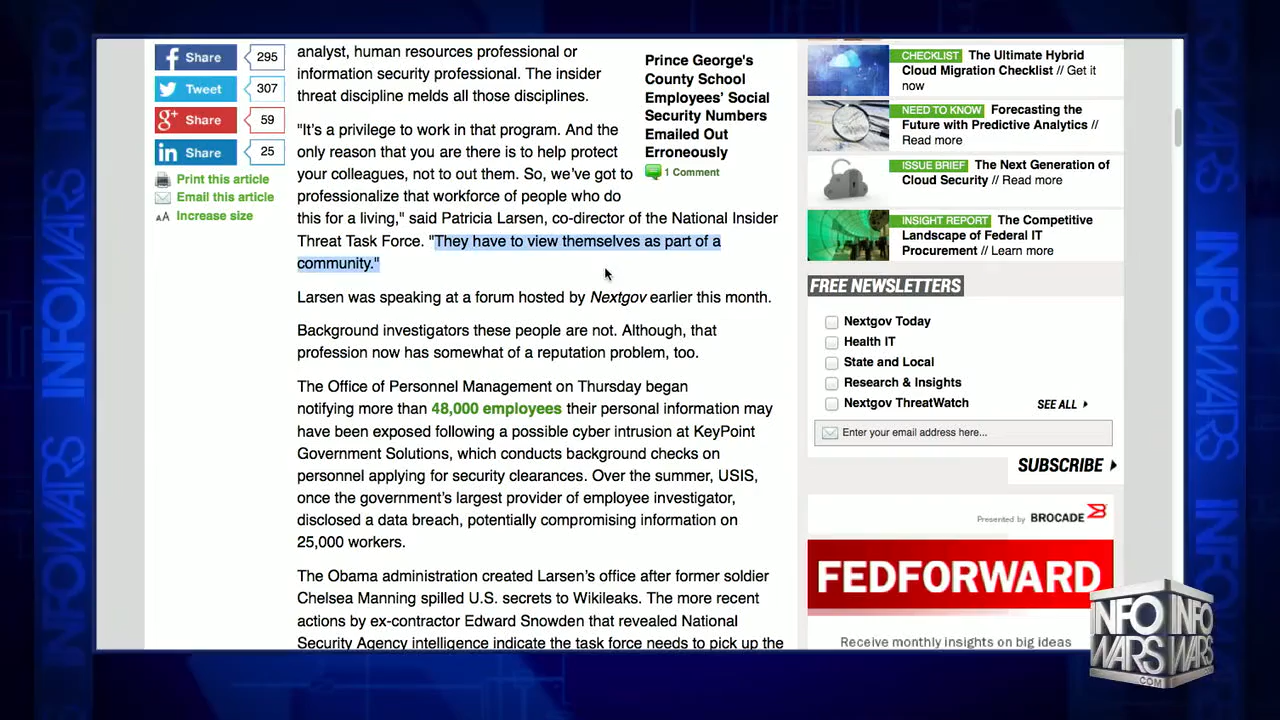 Share
295
Tweet
307
Share
59
in Share
25
Print this article
Email this article
AA Increase size
analyst, human resources professional or
information security professional. The insider
threat discipline melds all those disciplines.
"It's a privilege to work in that program. And the
only reason that you are there is to help protect
your colleagues, not to out them. So, we've got to
professionalize that workforce of people who do
this for a living," said Patricia Larsen, co-director of the National Insider
Threat Task Force. "They have to view themselves as part of a
community."
Larsen was speaking at a forum hosted by Nextgov earlier this month.
Background investigators these people are not. Although, that
profession now has somewhat of a reputation problem, too.
The Office of Personnel Management on Thursday began
notifying more than 48,000 employees their personal information may
have been exposed following a possible cyber intrusion at KeyPoint
Government Solutions, which conducts background checks on
personnel applying for security clearances. Over the summer, USIS,
once the government's largest provider of employee investigator,
disclosed a data breach, potentially compromising information on
25,000 workers.
The Obama administration created Larsen's office after former soldier
Chelsea Manning spilled U.S. secrets to Wikileaks. The more recent
actions by ex-contractor Edward Snowden that revealed National
Security Agency intelligence indicate the task force needs to pick up the
Prince George's
County School
Employees' Social
Security Numbers
Emailed Out
Erroneously
1 Comment
CHECKLIST The Ultimate Hybrid
Cloud Migration Checklist // Get it
now
NEED TO KNOW Forecasting the
Future with Predictive Analytics //
Read more
ISSUE BRIEF The Next Generation of
Cloud Security // Read more
INSIGHT REPORT The Competitive
Landscape of Federal IT
Procurement // Learn more
FREE NEWSLETTERS
Nextgov Today
Health IT
State and Local
Research & Insights
Nextgov ThreatWatch
SEE ALL
Enter your email address here...
SUBSCRIBE
Presented by BROCADE
FEDFORWARD
Receive monthly insights on big ideas
INFO
WARS
.COM
INFO
WARS
INFOWARS
INFOWARS